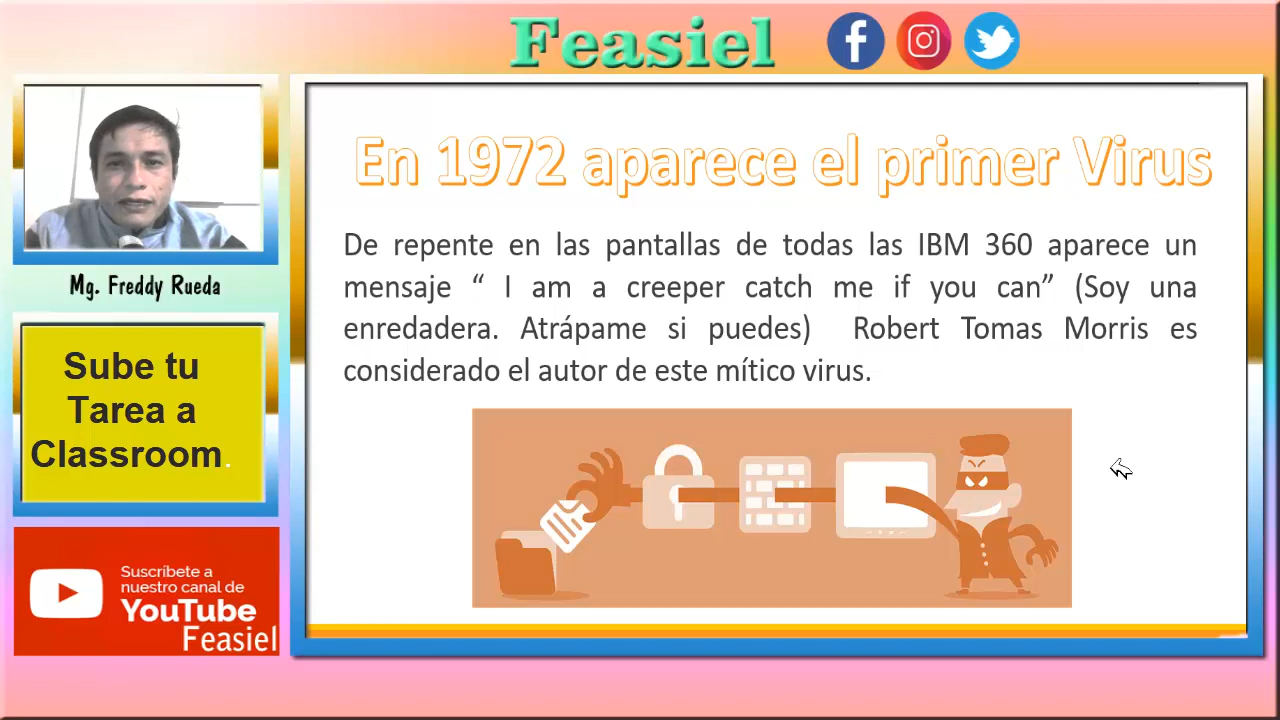 Feasiel
Mg. Freddy Rueda
Sube tu
Tarea a
Classroom.
Suscríbete a
nuestro canal de
YouTube
Feasiel
En 1972 aparece el primer Virus
De repente en las pantallas de todas las IBM 360 aparece un
mensaje “ I am a creeper catch me if you can” (Soy una
enredadera. Atrápame si puedes) Robert Tomas Morris es
considerado el autor de este mítico virus.